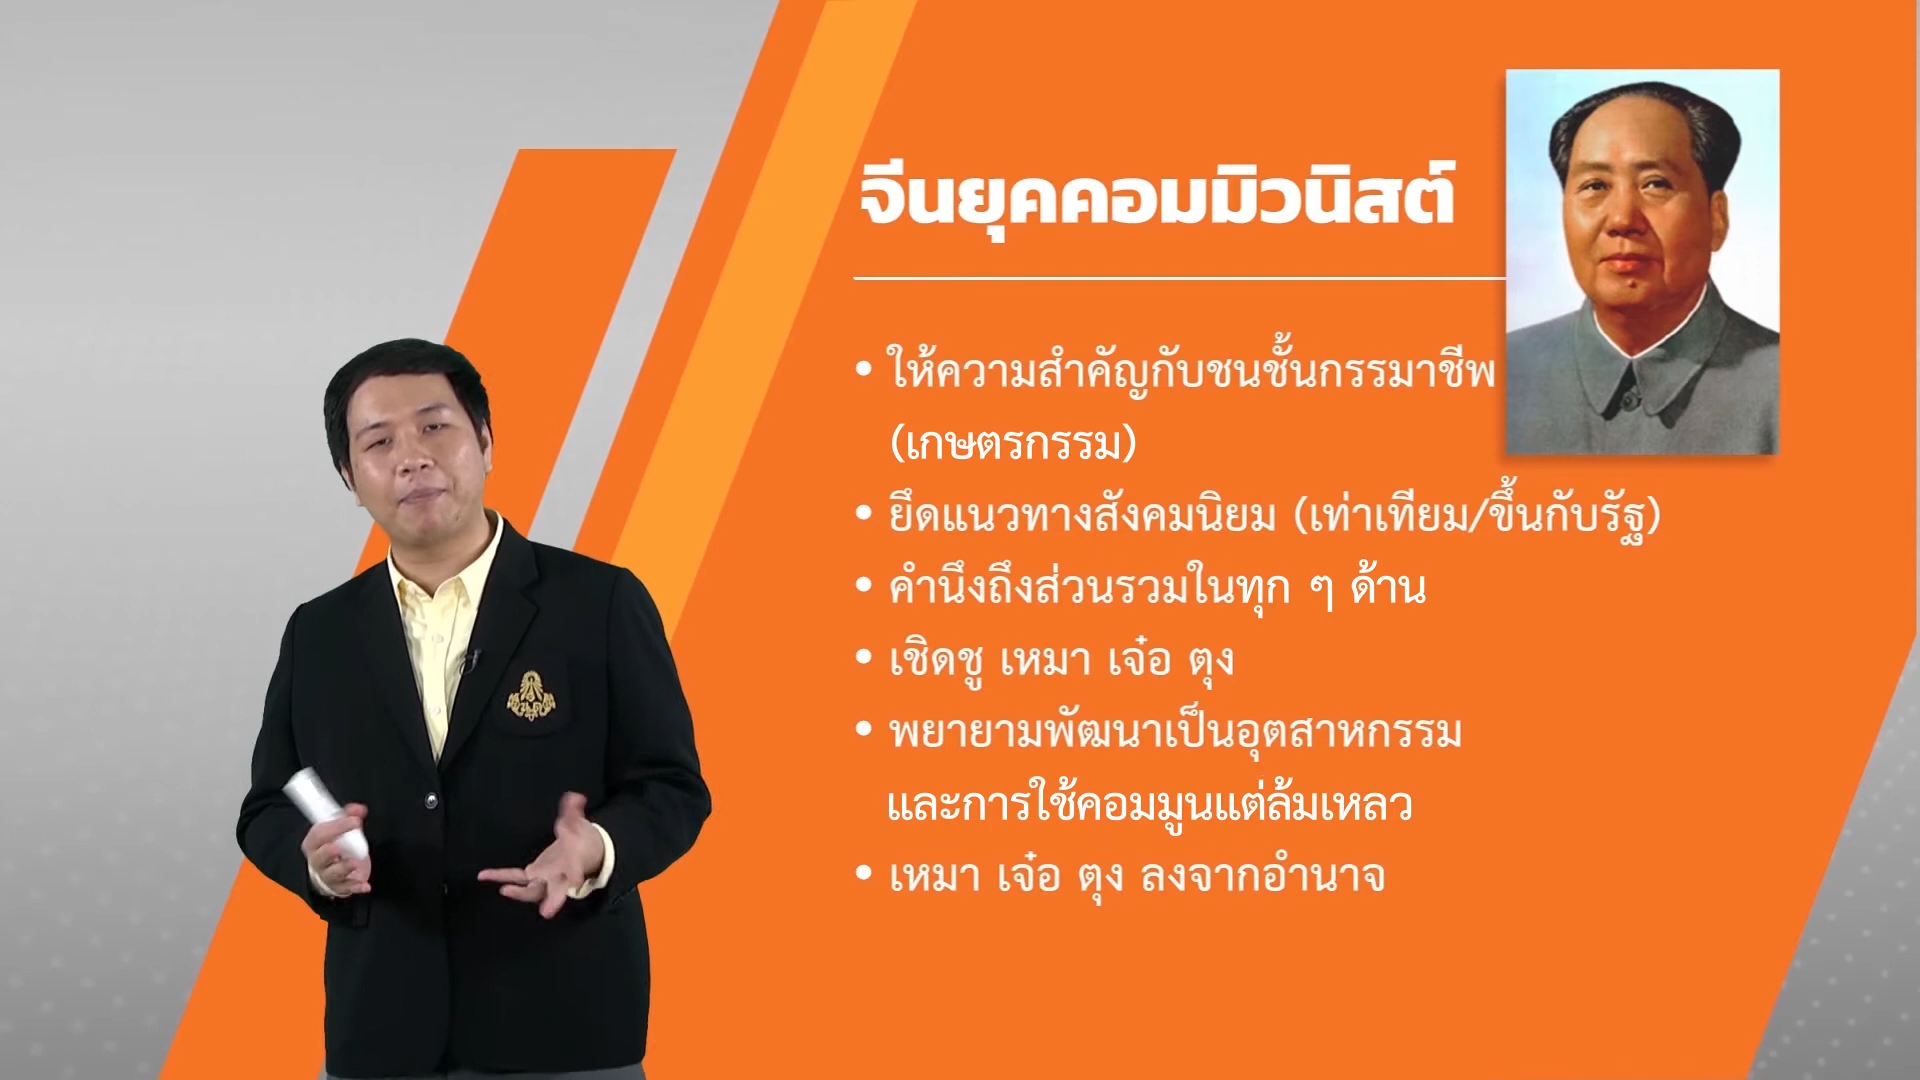 จีนยุคคอมมิวนิสต์
• ให้ความสำคัญกับชนชั้นกรรมาชีพ
(เกษตรกรรม)
• ยึดแนวทางสังคมนิยม (เท่าเทียม/ขึ้นกับรัฐ)
• คำนึงถึงส่วนรวมในทุก ๆ ด้าน
• เชิดชู เหมา เจ๋อ ตุง
• พยายามพัฒนาเป็นอุตสาหกรรม
และการใช้คอมมูนแต่ล้มเหลว
• เหมา เจ๋อ ตุง ลงจากอำนาจ